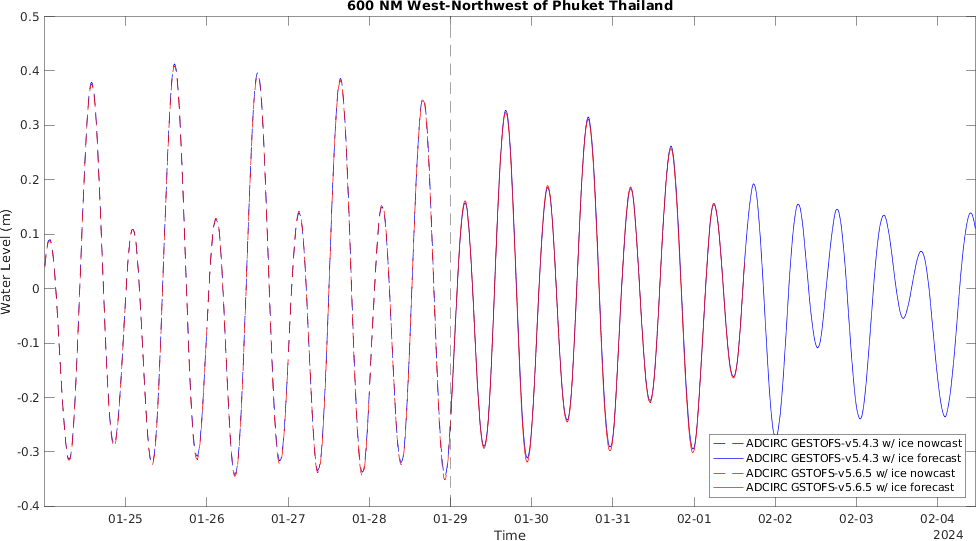 600 NM West-Northwest of Phuket Thailand
0.5
0.4
0.3
0.2
0.1
0
-0.1
-0.2
-0.3
-0.4
Water Level (m)
ADCIRC GESTOFS-v5.4.3 w/ ice nowcast
ADCIRC GESTOFS-v5.4.3 w/ ice forecast
ADCIRC GSTOFS-v5.6.5 w/ ice nowcast
ADCIRC GSTOFS-v5.6.5 w/ ice forecast
01-25 01-26 01-27 01-28 01-29 01-30 01-31 02-01 02-02 02-03 02-04
Time
2024